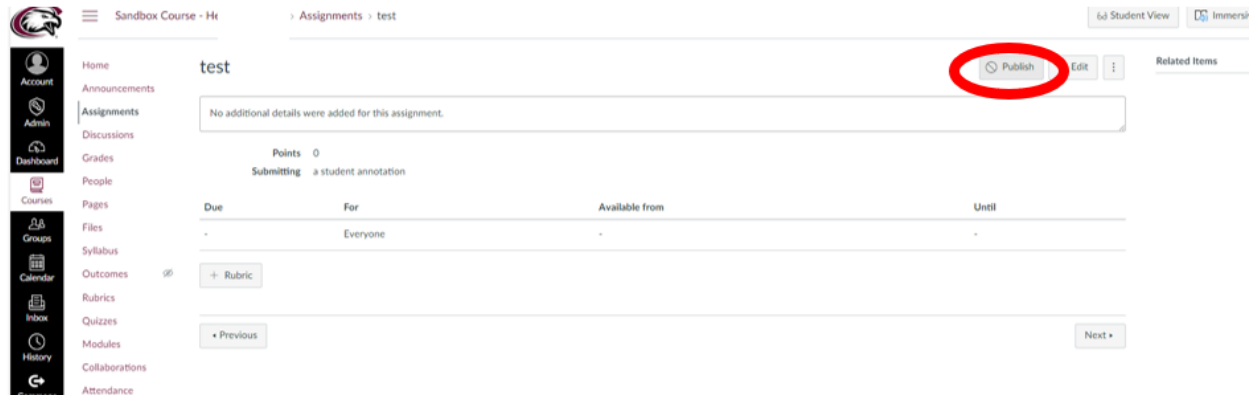 Sandbox Course - He > Assignments > test
Student View
Immersi
Account
Admin
Dashboard
Courses
Groups
Calendar
Inbox
History
Home
Announcements
Assignments
Discussions
Grades
People
Pages
Files
Syllabus
Outcomes
Rubrics
Quizzes
Modules
Collaborations
Attendance
test
Publish
Edit
Related Items
No additional details were added for this assignment.
Points 0
Submitting a student annotation
Due For Available from Until
- Everyone - -
+ Rubric
◂ Previous
Next ▸